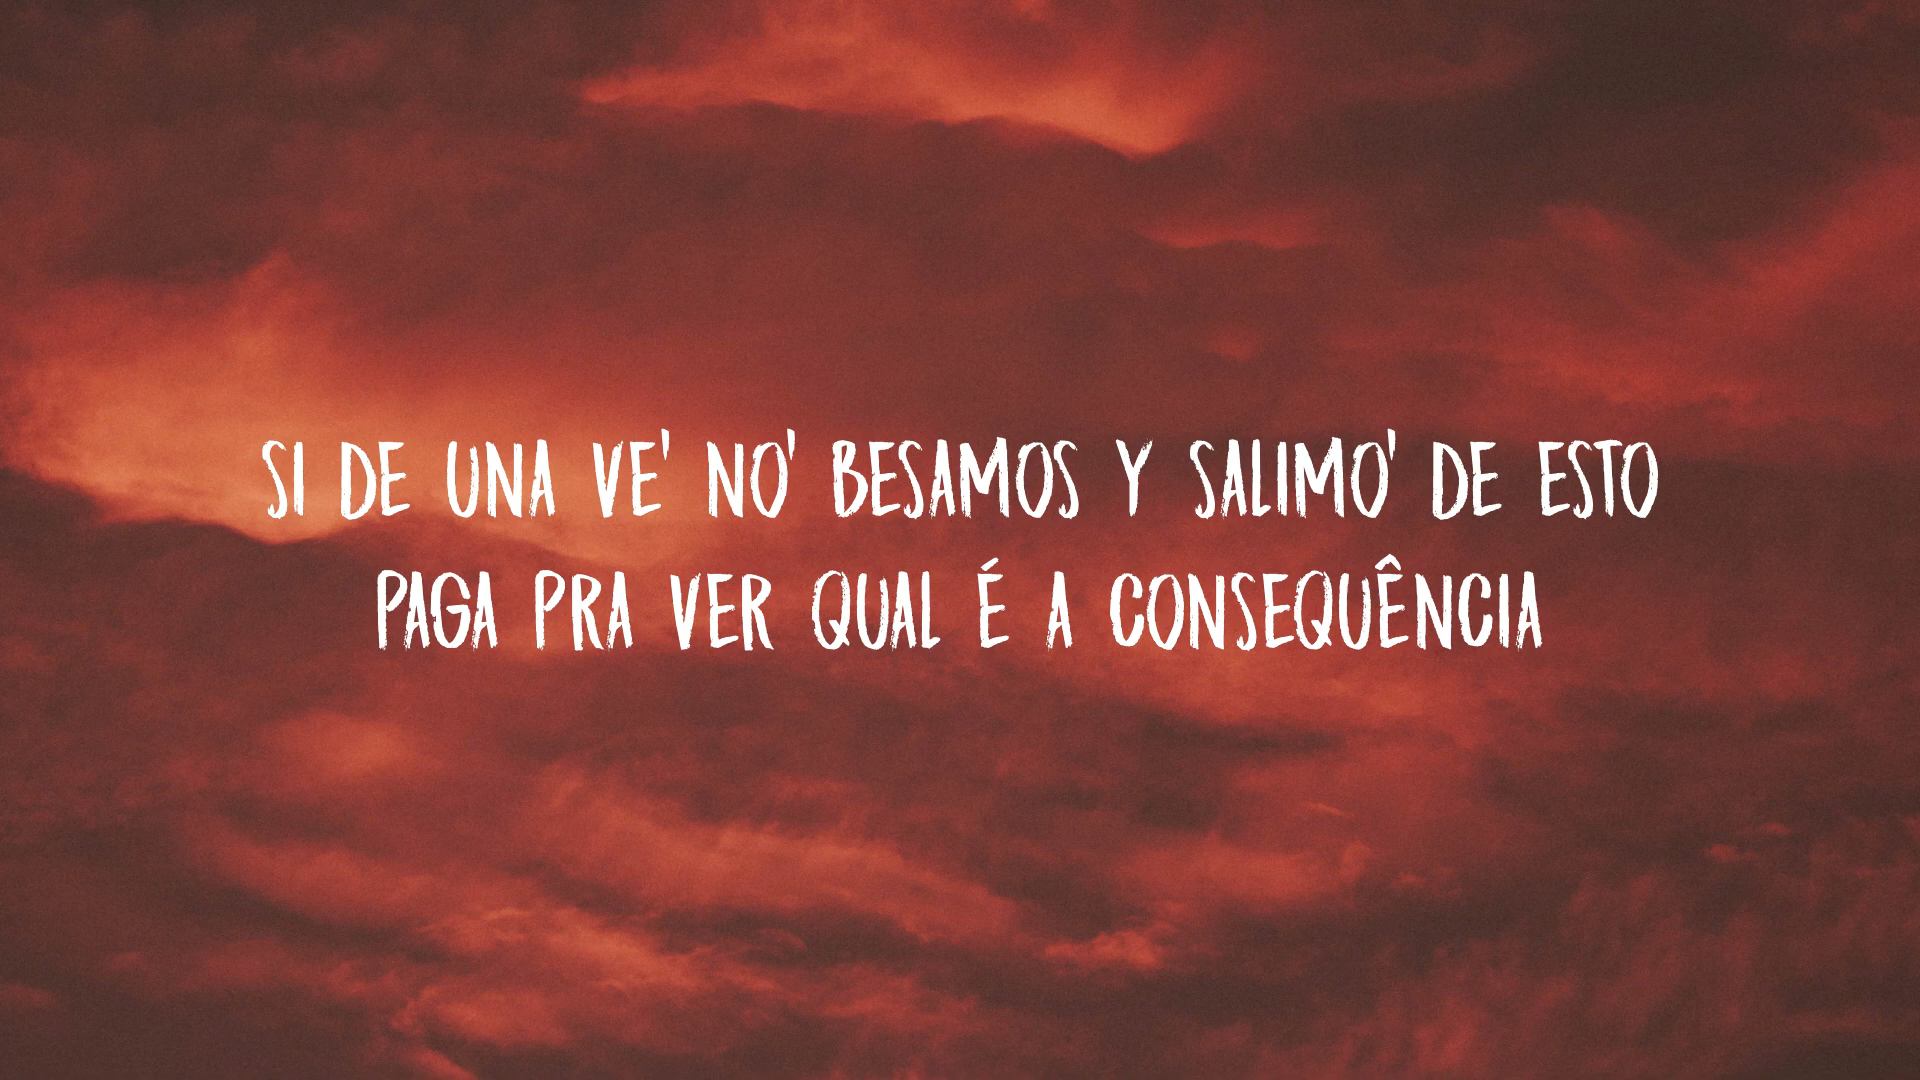 SI DE UNA VE' NO' BESAMOS Y SALIMO' DE ESTO
PAGA PRA VER QUAL É A CONSEQUÊNCIA